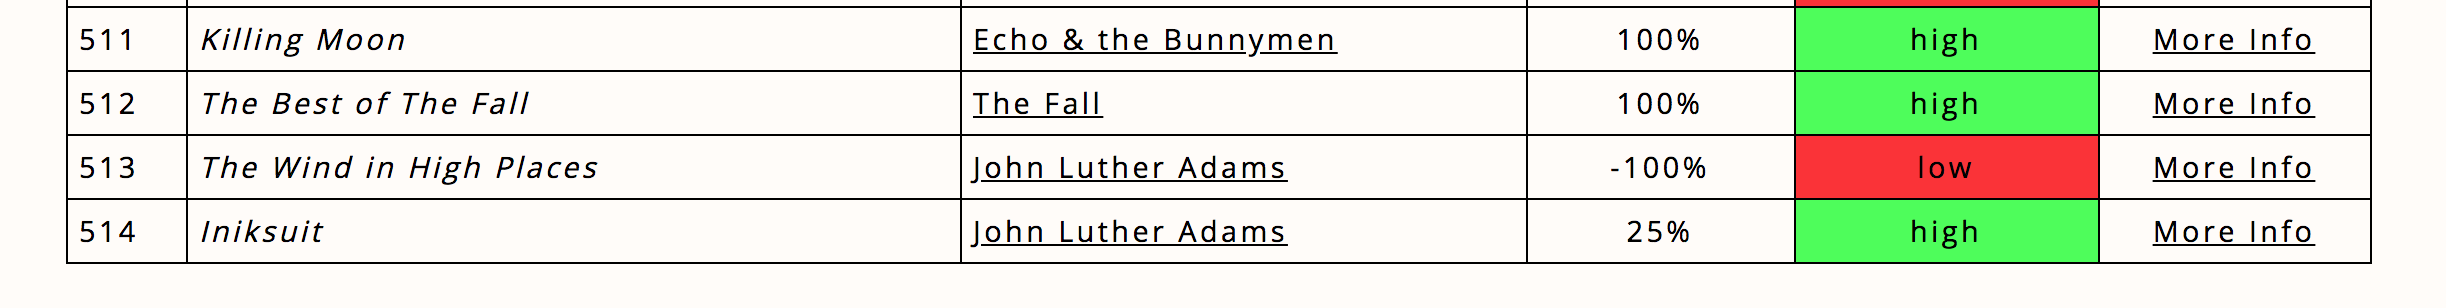 511 Killing Moon Echo & the Bunnymen 100% high More Info
512 The Best of The Fall The Fall 100% high More Info
513 The Wind in High Places John Luther Adams -100% low More Info
514 Iniksuit John Luther Adams 25% high More Info